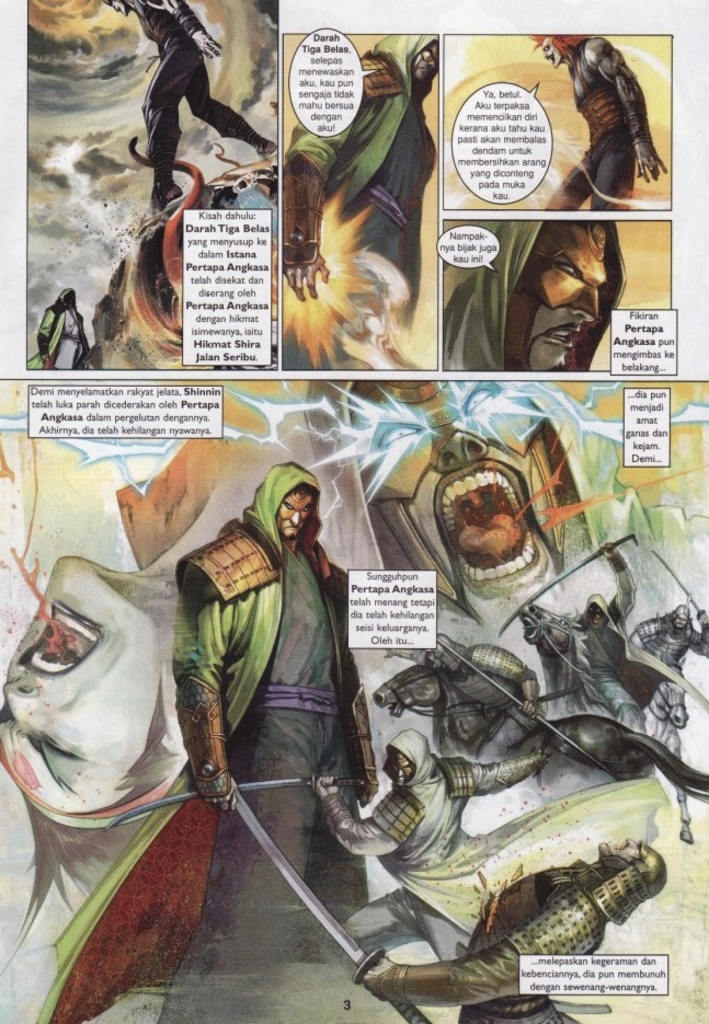 Kisah dahulu:
Darah Tiga Belas
yang menyusup ke
dalam Istana
Pertapa Angkasa
telah disekat dan
diserang oleh
Pertapa Angkasa
dengan hikmat
isimewanya, iaitu
Hikmat Shira
Jalan Seribu.
Darah
Tiga Belas,
selepas
menewaskan
aku, kau pun
sengaja tidak
mahu bersua
dengan
aku!
Ya, betul.
Aku terpaksa
memencilkan diri
kerana aku tahu kau
pasti akan membalas
dendam untuk
membersihkan arang
yang diconteng
pada muka
kau.
Nampak-
nya bijak juga
kau ini!
Fikiran
Pertapa
Angkasa pun
mengimbas ke
belakang...
Demi menyelamatkan rakyat jelata, Shinnin
telah luka parah dicederakan oleh Pertapa
Angkasa dalam pergelutan dengannya.
Akhirnya, dia telah kehilangan nyawanya.
...dia pun
menjadi
amat
ganas dan
kejam.
Demi...
Sungguhpun
Pertapa Angkasa
telah menang tetapi
dia telah kehilangan
seisi keluarganya.
Oleh itu...
...melepaskan kegeraman dan
kebenciannya, dia pun membunuh
dengan sewenang-wenangnya.
3